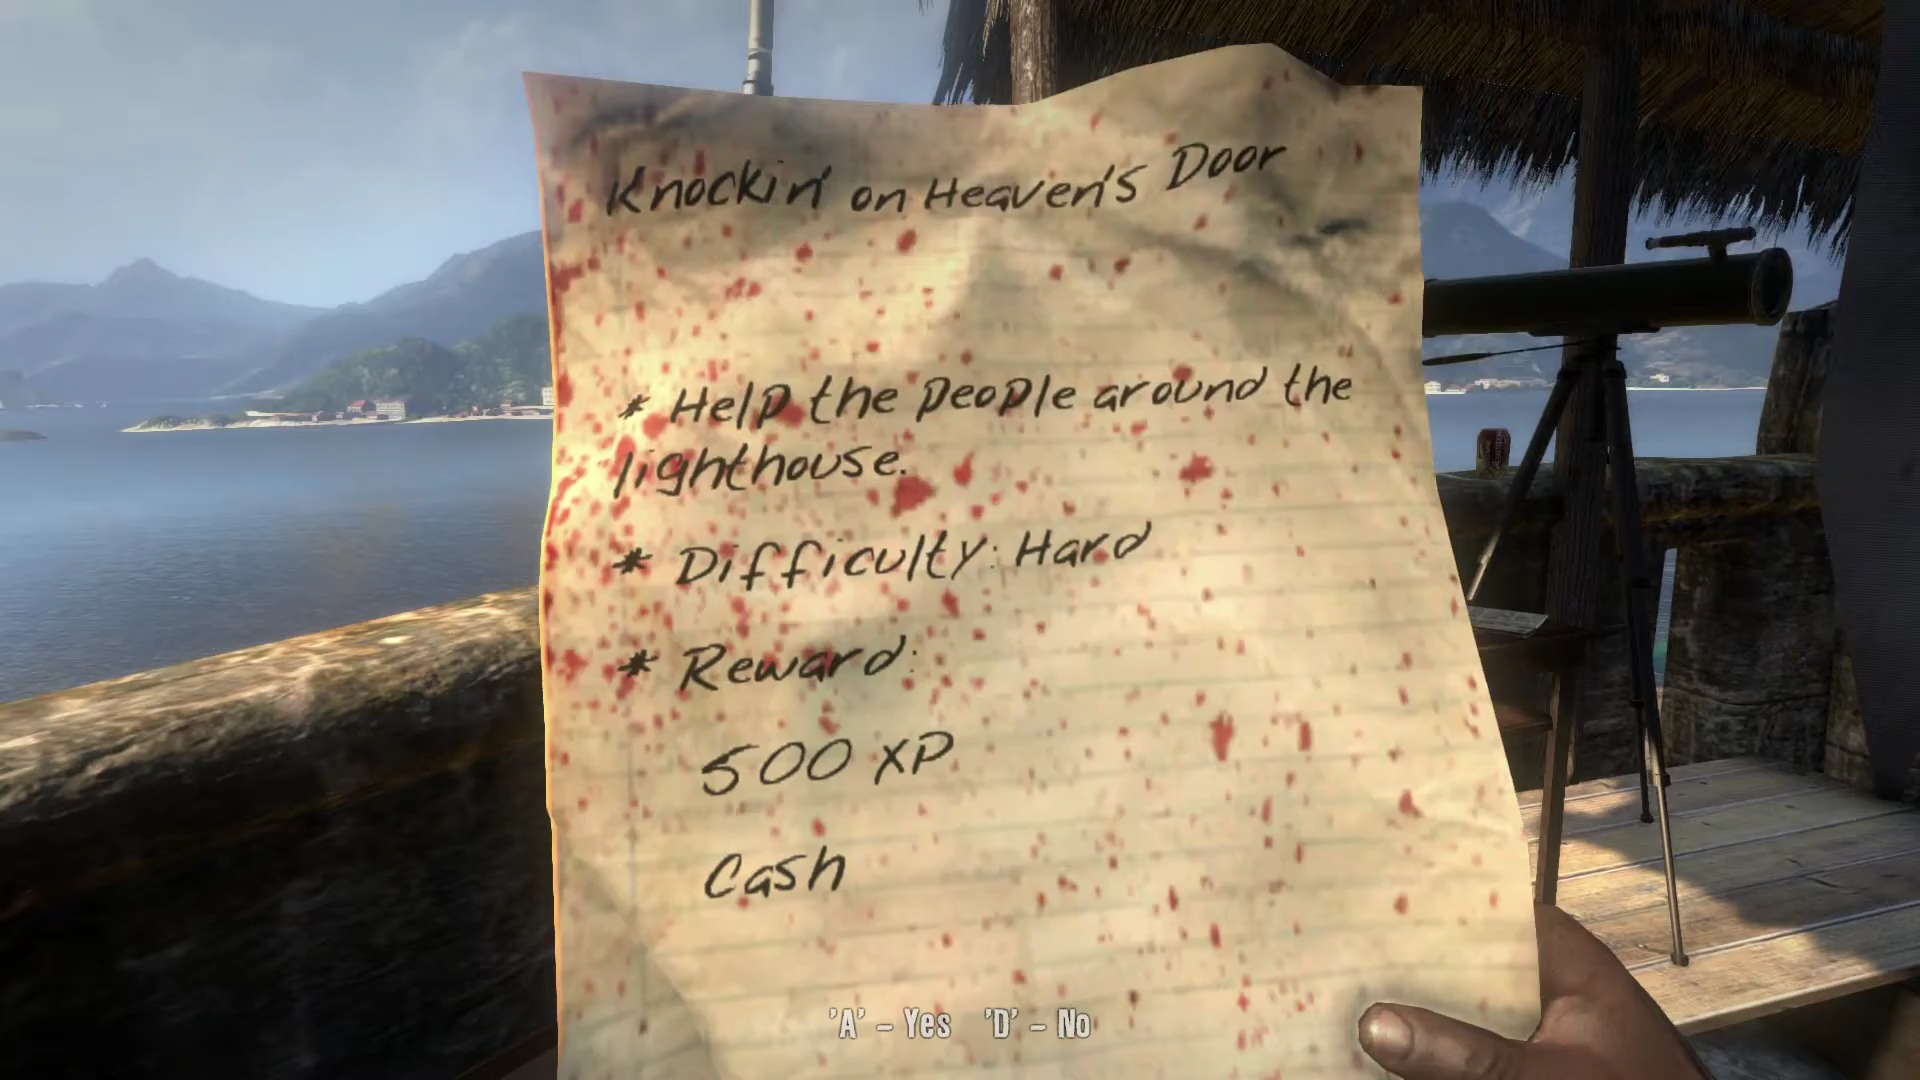 Knockin' on Heaven's Door
* Help the people around the
lighthouse.
* Difficulty: Hard
* Reward:
500 XP
Cash
'A' - Yes 'D' - No